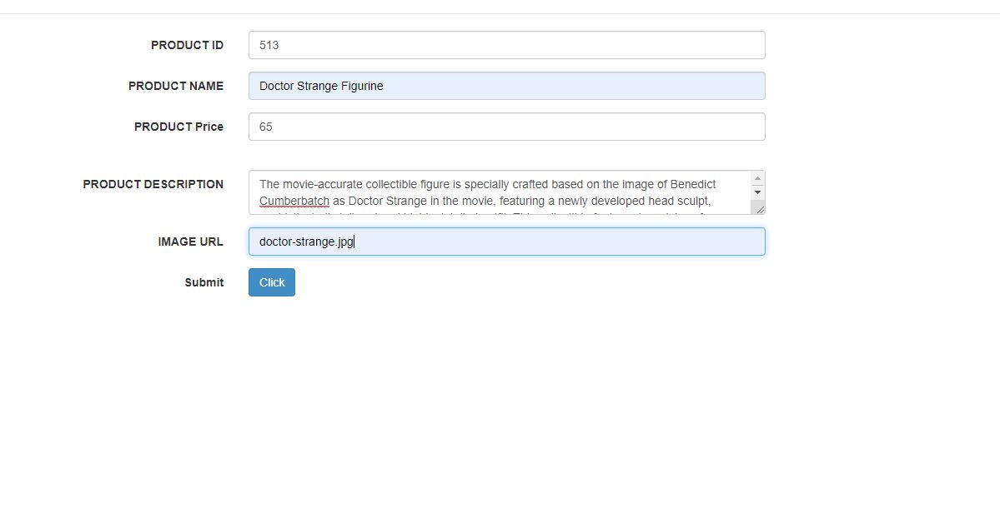 PRODUCT ID
513
PRODUCT NAME
Doctor Strange Figurine
PRODUCT Price
65
PRODUCT DESCRIPTION
The movie-accurate collectible figure is specially crafted based on the image of Benedict
Cumberbatch as Doctor Strange in the movie, featuring a newly developed head sculpt,
IMAGE URL
doctor-strange.jpg
Submit
Click